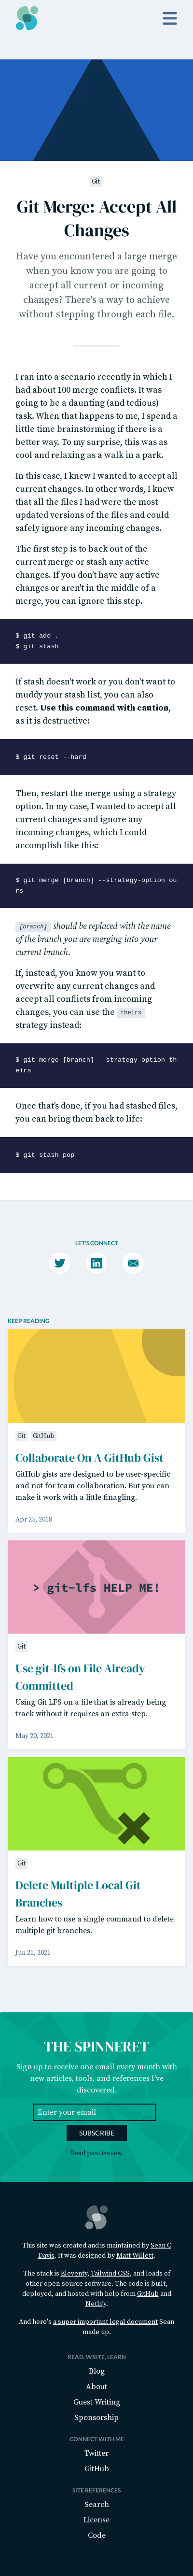 Git
Git Merge: Accept All
Changes
Have you encountered a large merge
when you know you are going to
accept all current or incoming
changes? There's a way to achieve
without stepping through each file.
I ran into a scenario recently in which I
had about 100 merge conflicts. It was
going to be a daunting (and tedious)
task. When that happens to me, I spend a
little time brainstorming if there is a
better way. To my surprise, this was as
cool and relaxing as a walk in a park.
In this case, I knew I wanted to accept all
current changes. In other words, I knew
that all the files I had were the most
updated versions of the files and could
safely ignore any incoming changes.
The first step is to back out of the
current merge or stash any active
changes. If you don't have any active
changes or aren't in the middle of a
merge, you can ignore this step.
$ git add .
$ git stash
If stash doesn't work or you don't want to
muddy your stash list, you can also
reset. Use this command with caution,
as it is destructive:
$ git reset --hard
Then, restart the merge using a strategy
option. In my case, I wanted to accept all
current changes and ignore any
incoming changes, which I could
accomplish like this:
$ git merge [branch] --strategy-option ou
rs
[branch] should be replaced with the name
of the branch you are merging into your
current branch.
If, instead, you know you want to
overwrite any current changes and
accept all conflicts from incoming
changes, you can use the theirs
strategy instead:
$ git merge [branch] --strategy-option th
eirs
Once that's done, if you had stashed files,
you can bring them back to life:
$ git stash pop
LET'S CONNECT
KEEP READING
Git GitHub
Collaborate On A GitHub Gist
GitHub gists are designed to be user-specific
and not for team collaboration. But you can
make it work with a little finagling.
Apr 25, 2018
> git-lfs HELP ME!
Git
Use git-lfs on File Already
Committed
Using Git LFS on a file that is already being
track without it requires an extra step.
May 20, 2021
Git
Delete Multiple Local Git
Branches
Learn how to use a single command to delete
multiple git branches.
Jun 21, 2021
THE SPINNERET
Sign up to receive one email every month with
new articles, tools, and references I've
discovered.
Enter your email
SUBSCRIBE
Read past issues.
This site was created and is maintained by Sean C
Davis. It was designed by Matt Willett.
The stack is Eleventy, Tailwind CSS, and loads of
other open-source software. The code is built,
deployed, and hosted with help from GitHub and
Netlify.
And here's a super important legal document Sean
made up.
READ, WRITE, LEARN
Blog
About
Guest Writing
Sponsorship
CONNECT WITH ME
Twitter
GitHub
SITE REFERENCES
Search
License
Code